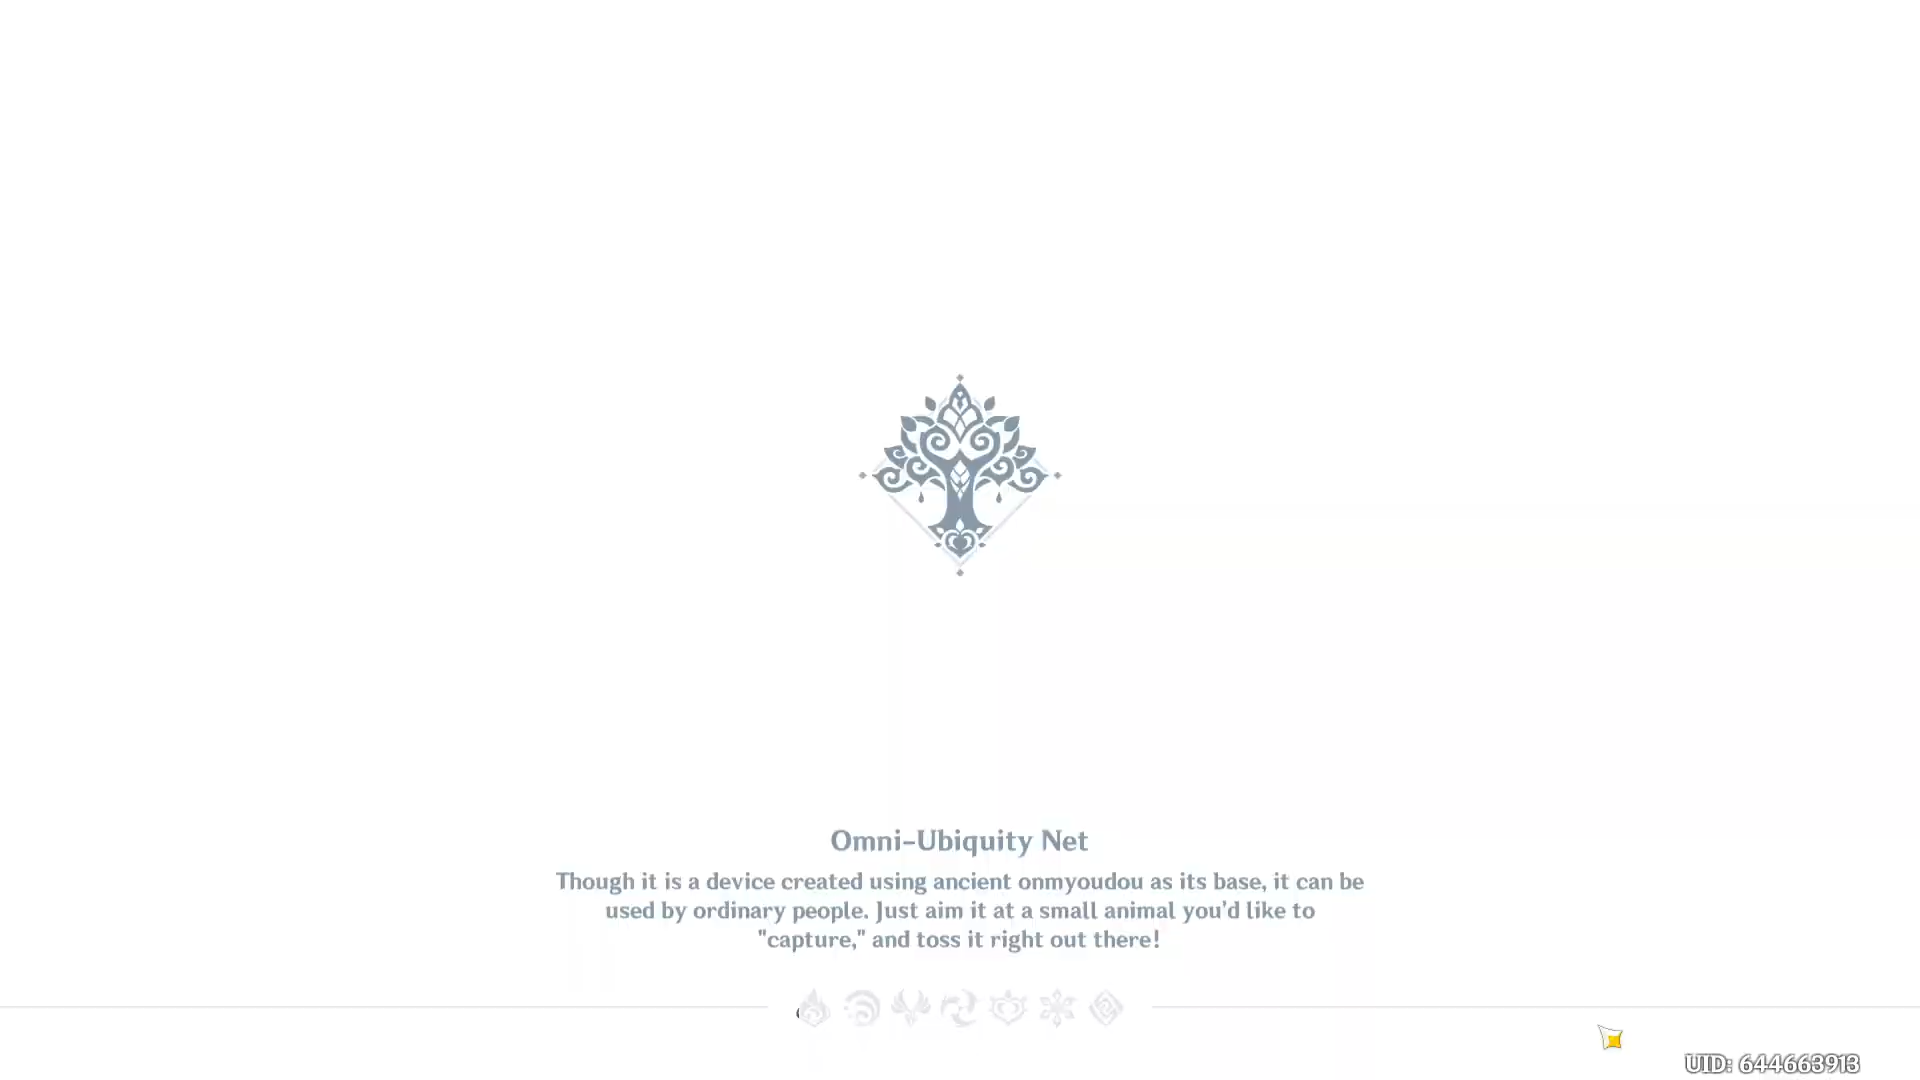 Omni-Ubiquity Net
Though it is a device created using ancient onmyoudou as its base, it can be
used by ordinary people. Just aim it at a small animal you'd like to
"capture," and toss it right out there!
UID: 644663913